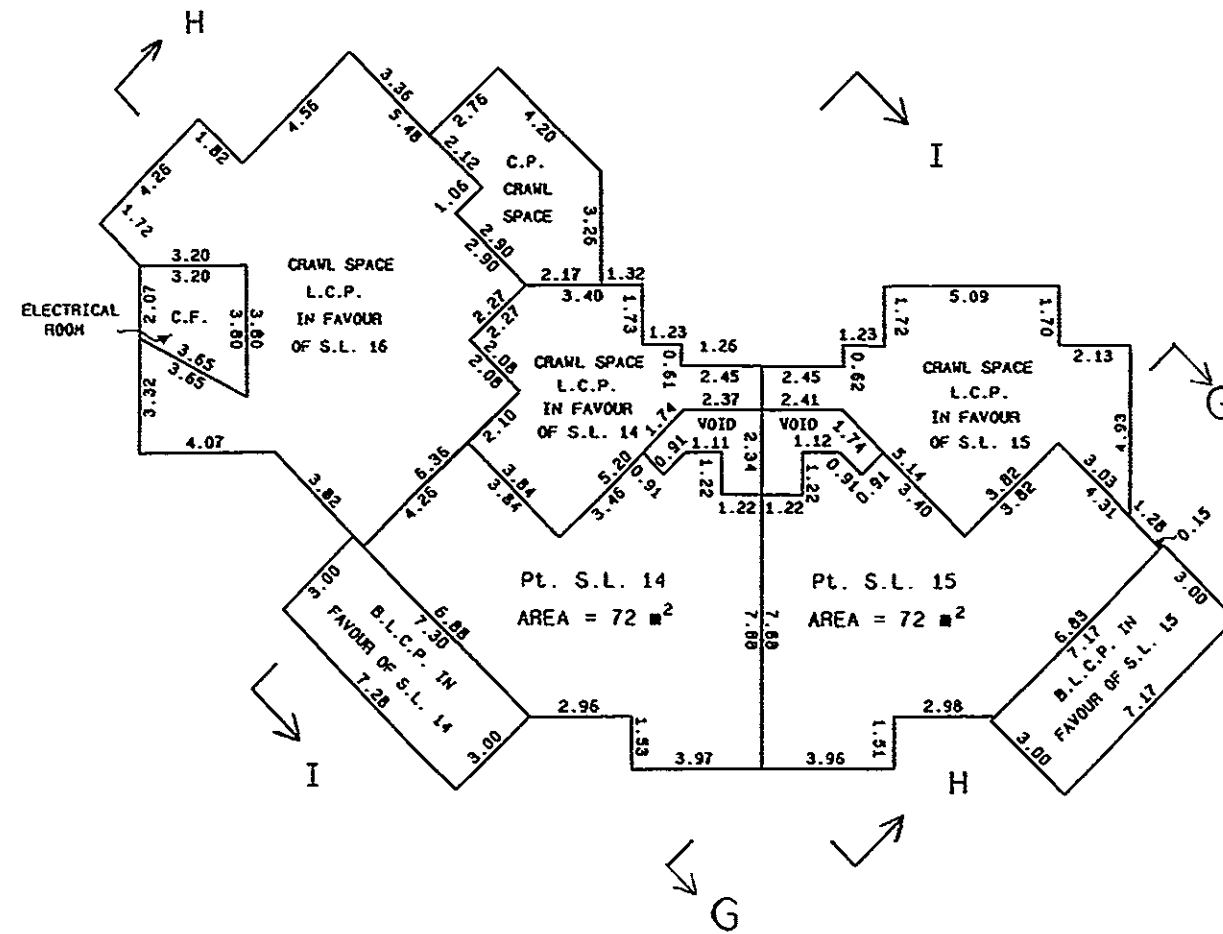 H
3.36
5.48
4.56
1.82
4.26
1.72
2.76
4.20
2.12
C.P.
CRAWL
SPACE
1.06
3.26
2.90
2.90
I
3.20
3.20
2.07
C.F.
3.80
3.80
ELECTRICAL
ROOM
3.65
3.65
3.32
4.07
CRAWL SPACE
L.C.P.
IN FAVOUR
OF S.L. 16
2.17
1.32
3.40
1.73
2.27
2.27
2.08
2.08
2.10
1.23
0.61
1.26
2.45
CRAWL SPACE
L.C.P.
IN FAVOUR
OF S.L. 14
2.37
1.74
VOID
2.34
0.91
1.11
0.91
1.22
1.22
5.20
3.46
3.84
3.84
6.36
4.26
3.82
5.09
1.72
1.70
1.23
0.62
2.45
2.13
CRAWL SPACE
L.C.P.
IN FAVOUR
OF S.L. 15
4.93
G
2.41
VOID
1.74
1.12
0.91
0.91
1.22
1.22
5.14
3.40
3.82
3.82
3.03
4.31
1.28
0.15
Pt. S.L. 14
AREA = 72 m²
Pt. S.L. 15
AREA = 72 m²
7.88
7.88
3.00
6.88
7.30
B.L.C.P. IN
FAVOUR OF S.L. 14
7.28
3.00
2.96
1.53
3.97
3.96
1.51
2.98
6.83
7.17
B.L.C.P. IN
FAVOUR OF S.L. 15
7.17
3.00
3.00
I
H
G